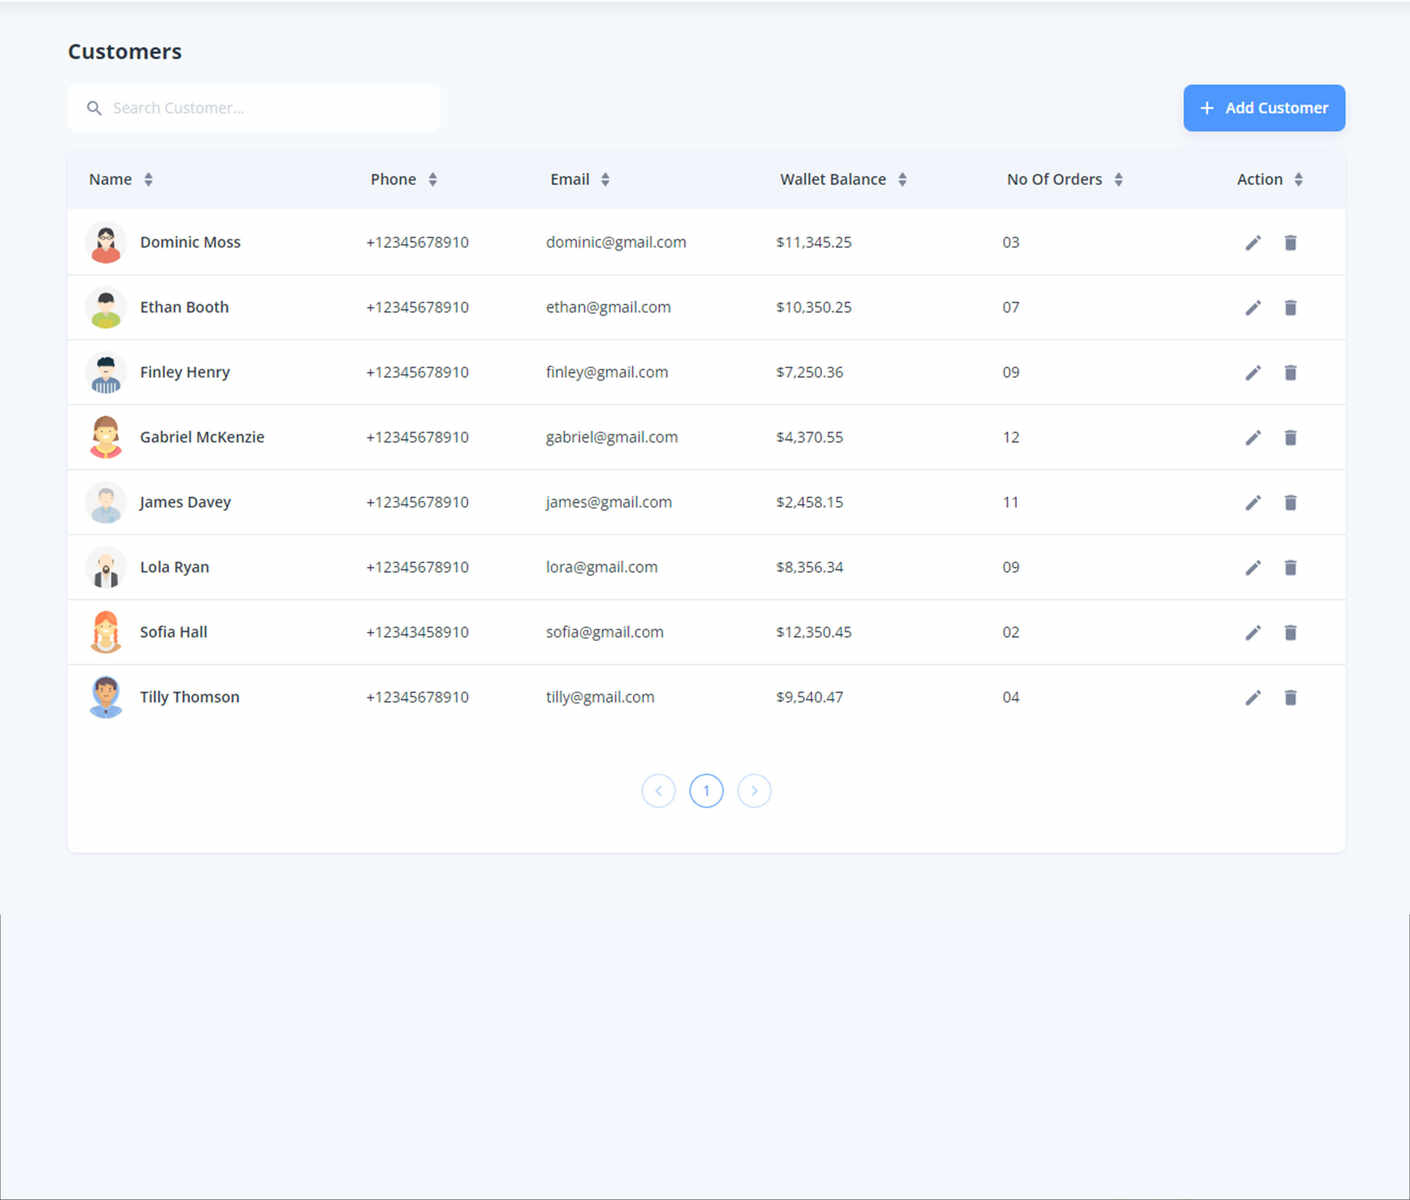 Customers
Search Customer...
+ Add Customer
Name Phone Email Wallet Balance No Of Orders Action
Dominic Moss +12345678910 dominic@gmail.com $11,345.25 03
Ethan Booth +12345678910 ethan@gmail.com $10,350.25 07
Finley Henry +12345678910 finley@gmail.com $7,250.36 09
Gabriel McKenzie +12345678910 gabriel@gmail.com $4,370.55 12
James Davey +12345678910 james@gmail.com $2,458.15 11
Lola Ryan +12345678910 lora@gmail.com $8,356.34 09
Sofia Hall +12343458910 sofia@gmail.com $12,350.45 02
Tilly Thomson +12345678910 tilly@gmail.com $9,540.47 04
1